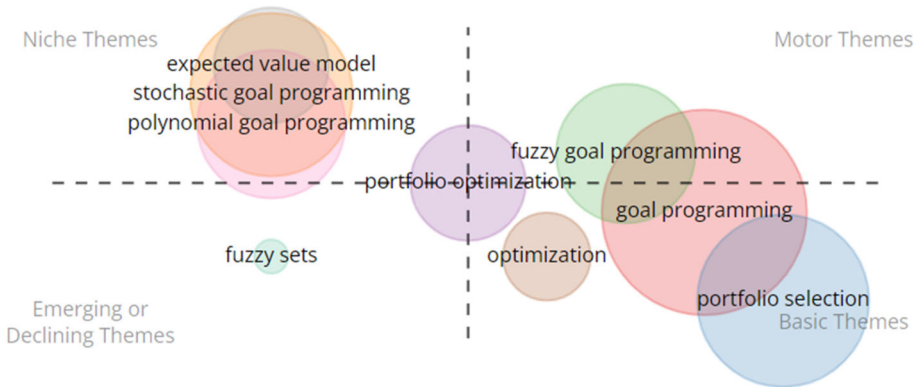 Niche Themes
Motor Themes
expected value model
stochastic goal programming
polynomial goal programming
fuzzy goal programming
portfolio optimization
goal programming
fuzzy sets
optimization
portfolio selection
Emerging or
Declining Themes
Basic Themes